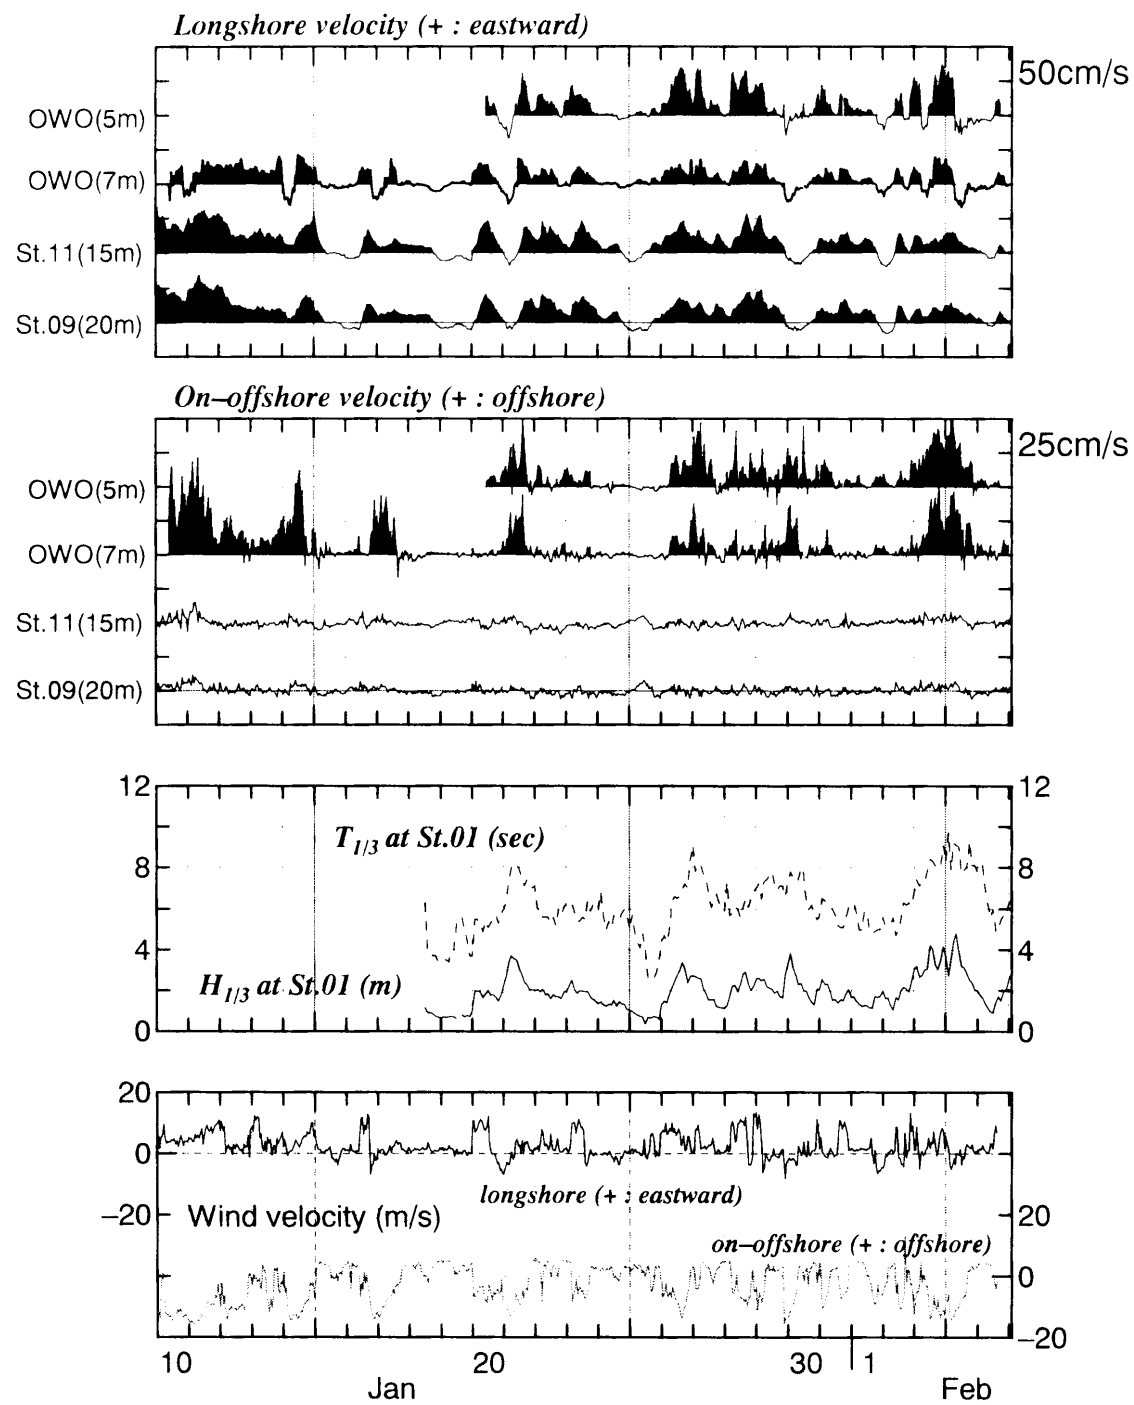 Longshore velocity (+ : eastward)
50cm/s
OWO(5m)
OWO(7m)
St.11(15m)
St.09(20m)
On–offshore velocity (+ : offshore)
25cm/s
OWO(5m)
OWO(7m)
St.11(15m)
St.09(20m)
12 12
T1/3 at St.01 (sec)
8 8
4 4
H1/3 at St.01 (m)
0 0
20
0
longshore (+ : eastward)
−20 Wind velocity (m/s) 20
on–offshore (+ : offshore)
0
−20
10 20 30 1
Jan Feb